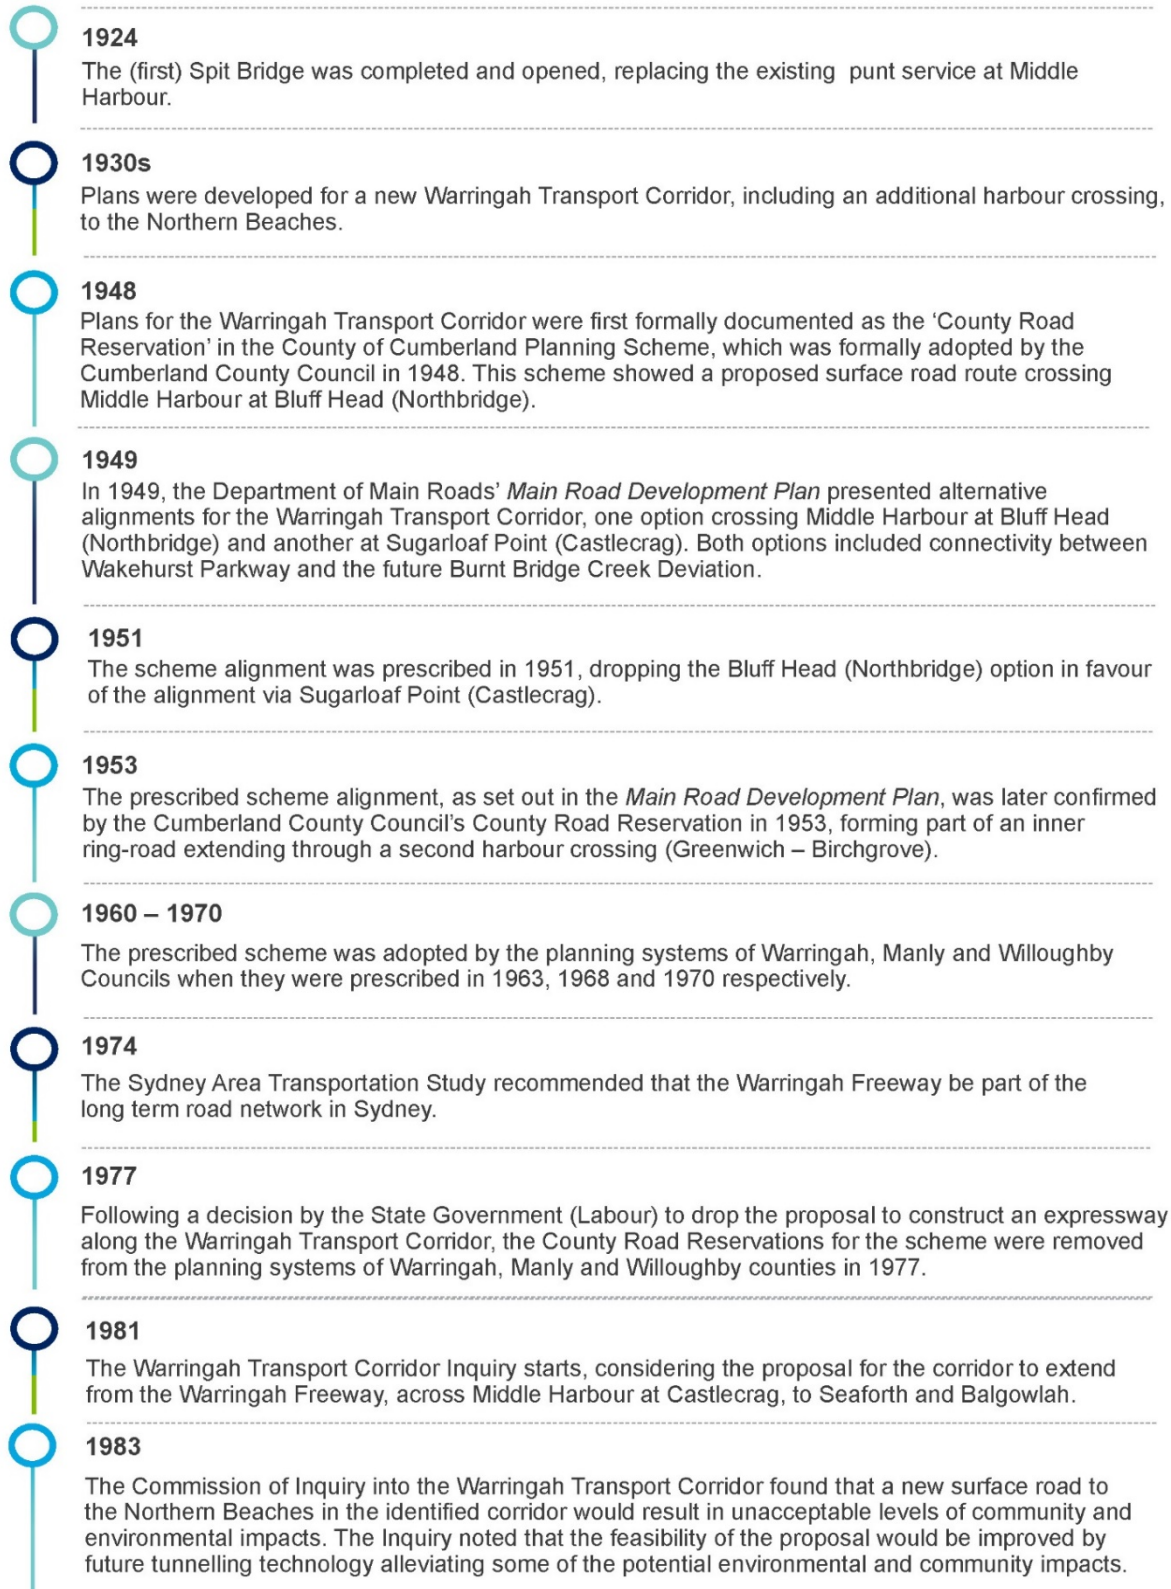 1924
The (first) Spit Bridge was completed and opened, replacing the existing punt service at Middle
Harbour.
1930s
Plans were developed for a new Warringah Transport Corridor, including an additional harbour crossing,
to the Northern Beaches.
1948
Plans for the Warringah Transport Corridor were first formally documented as the ‘County Road
Reservation’ in the County of Cumberland Planning Scheme, which was formally adopted by the
Cumberland County Council in 1948. This scheme showed a proposed surface road route crossing
Middle Harbour at Bluff Head (Northbridge).
1949
In 1949, the Department of Main Roads’ Main Road Development Plan presented alternative
alignments for the Warringah Transport Corridor, one option crossing Middle Harbour at Bluff Head
(Northbridge) and another at Sugarloaf Point (Castlecrag). Both options included connectivity between
Wakehurst Parkway and the future Burnt Bridge Creek Deviation.
1951
The scheme alignment was prescribed in 1951, dropping the Bluff Head (Northbridge) option in favour
of the alignment via Sugarloaf Point (Castlecrag).
1953
The prescribed scheme alignment, as set out in the Main Road Development Plan, was later confirmed
by the Cumberland County Council’s County Road Reservation in 1953, forming part of an inner
ring-road extending through a second harbour crossing (Greenwich – Birchgrove).
1960 – 1970
The prescribed scheme was adopted by the planning systems of Warringah, Manly and Willoughby
Councils when they were prescribed in 1963, 1968 and 1970 respectively.
1974
The Sydney Area Transportation Study recommended that the Warringah Freeway be part of the
long term road network in Sydney.
1977
Following a decision by the State Government (Labour) to drop the proposal to construct an expressway
along the Warringah Transport Corridor, the County Road Reservations for the scheme were removed
from the planning systems of Warringah, Manly and Willoughby counties in 1977.
1981
The Warringah Transport Corridor Inquiry starts, considering the proposal for the corridor to extend
from the Warringah Freeway, across Middle Harbour at Castlecrag, to Seaforth and Balgowlah.
1983
The Commission of Inquiry into the Warringah Transport Corridor found that a new surface road to
the Northern Beaches in the identified corridor would result in unacceptable levels of community and
environmental impacts. The Inquiry noted that the feasibility of the proposal would be improved by
future tunnelling technology alleviating some of the potential environmental and community impacts.